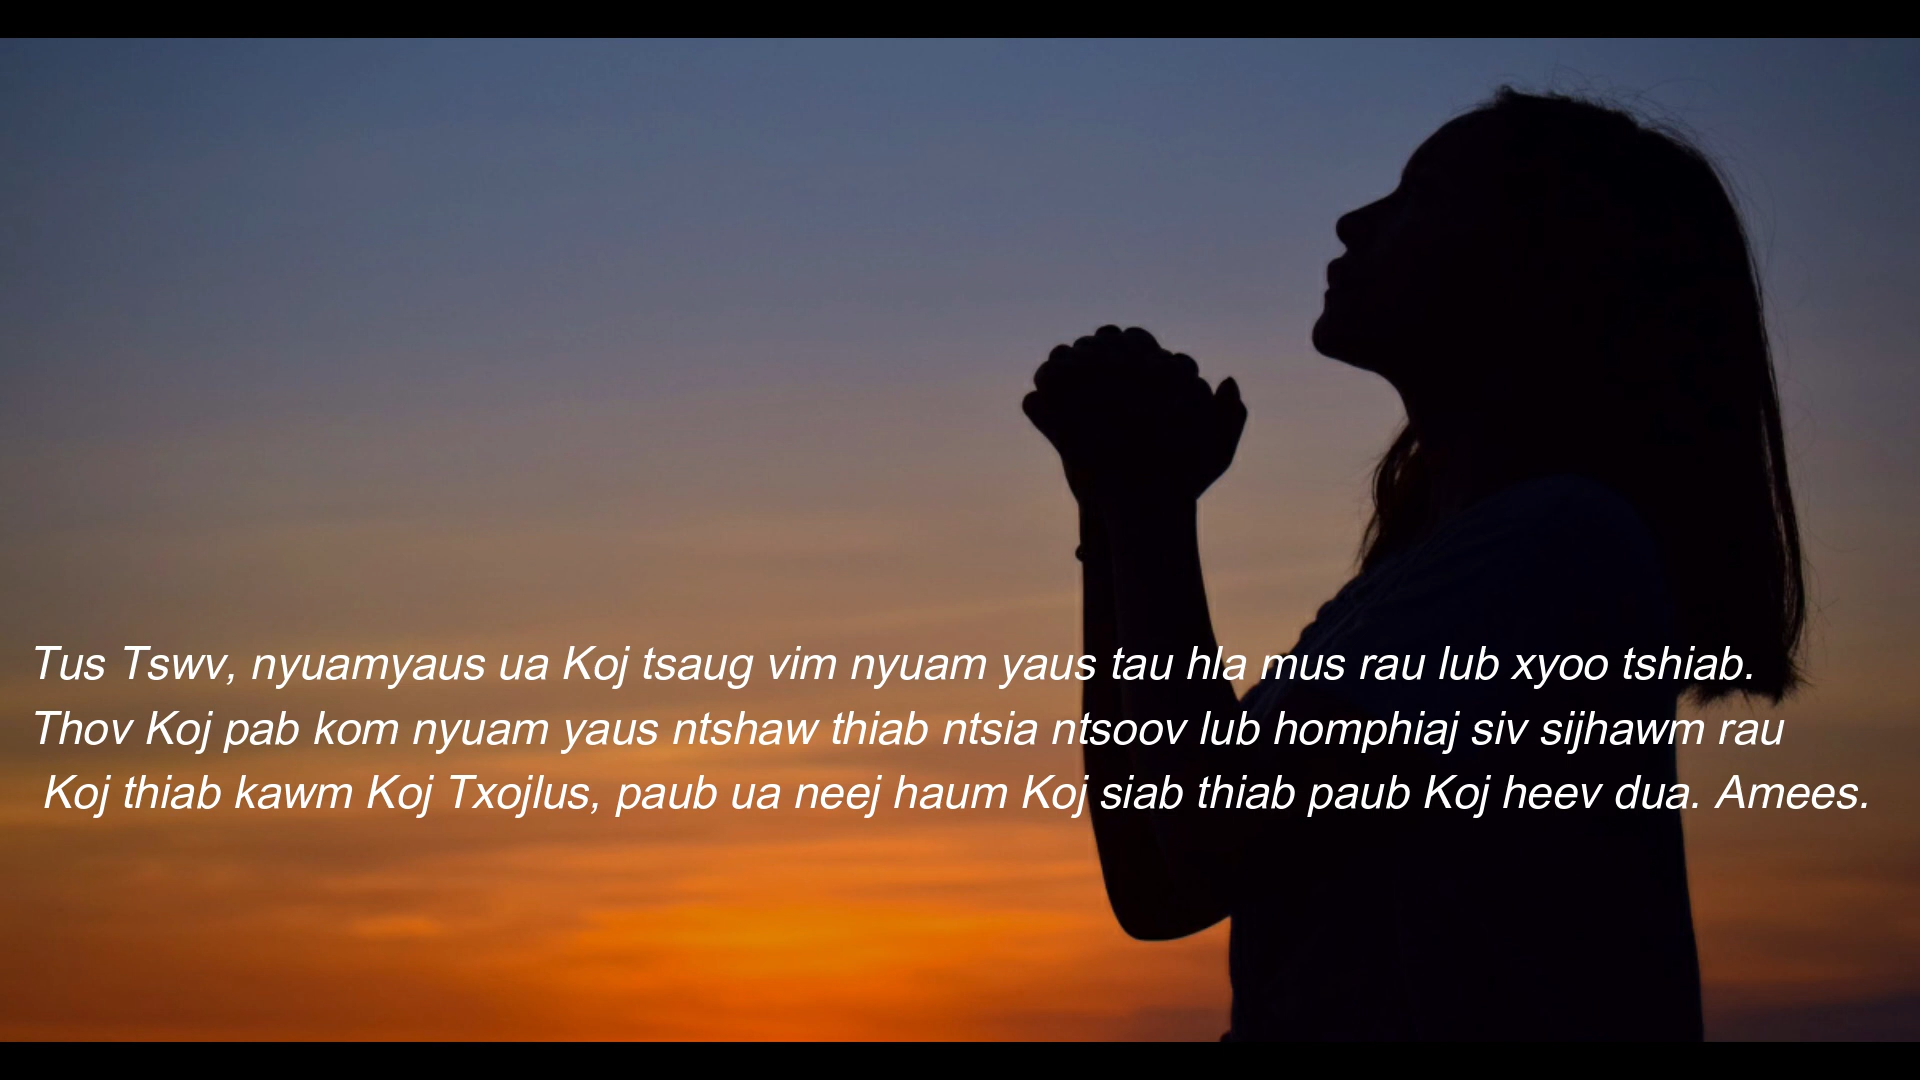 Tus Tswv, nyuamyaus ua Koj tsaug vim nyuam yaus tau hla mus rau lub xyoo tshiab.
Thov Koj pab kom nyuam yaus ntshaw thiab ntsia ntsoov lub homphiaj siv sijhawm rau
Koj thiab kawm Koj Txojlus, paub ua neej haum Koj siab thiab paub Koj heev dua. Amees.